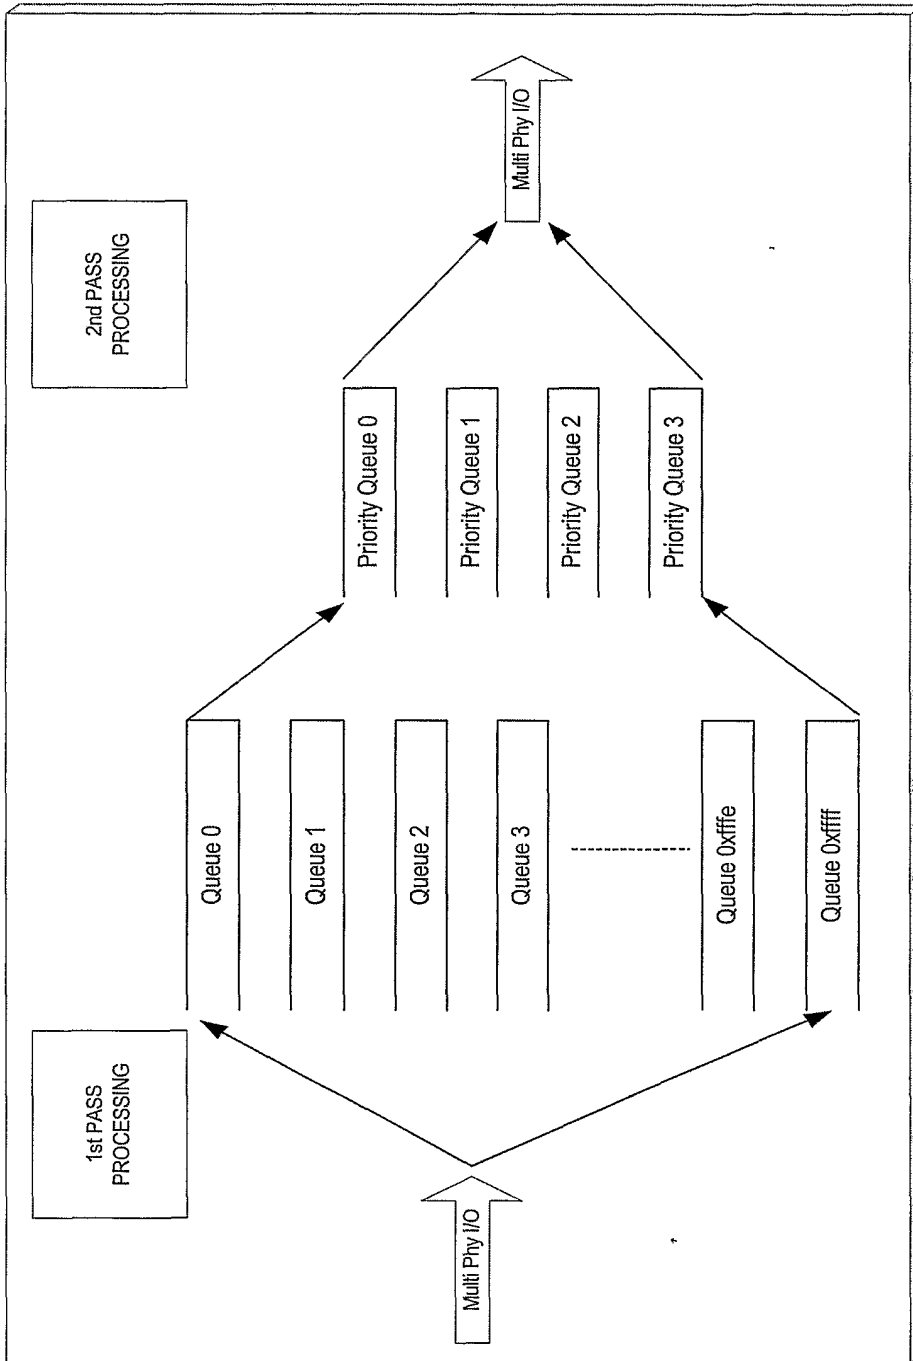 1st PASS
PROCESSING
2nd PASS
PROCESSING
Multi Phy I/O
Queue 0
Queue 1
Queue 2
Queue 3
Queue 0xfffe
Queue 0xffff
Priority Queue 0
Priority Queue 1
Priority Queue 2
Priority Queue 3
Multi Phy I/O